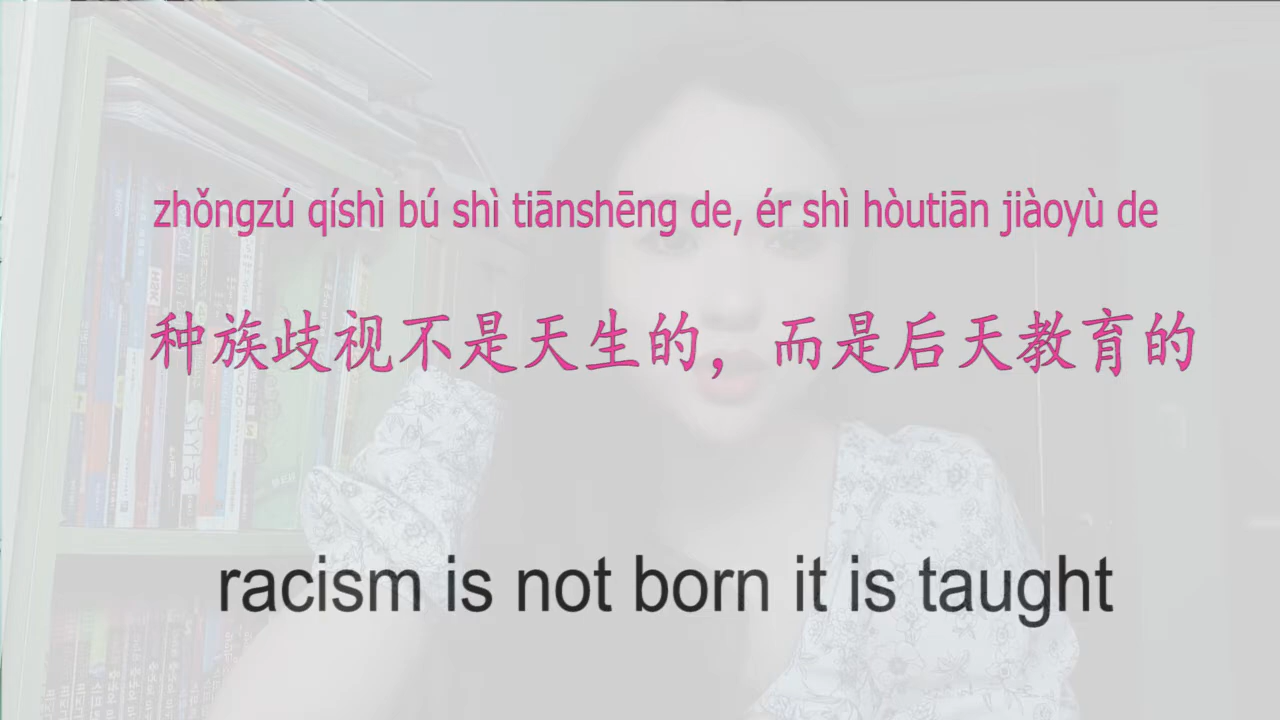 zhǒngzú qíshì bú shì tiānshēng de, ér shì hòutiān jiàoyù de
种族歧视不是天生的，而是后天教育的
racism is not born it is taught
HSK